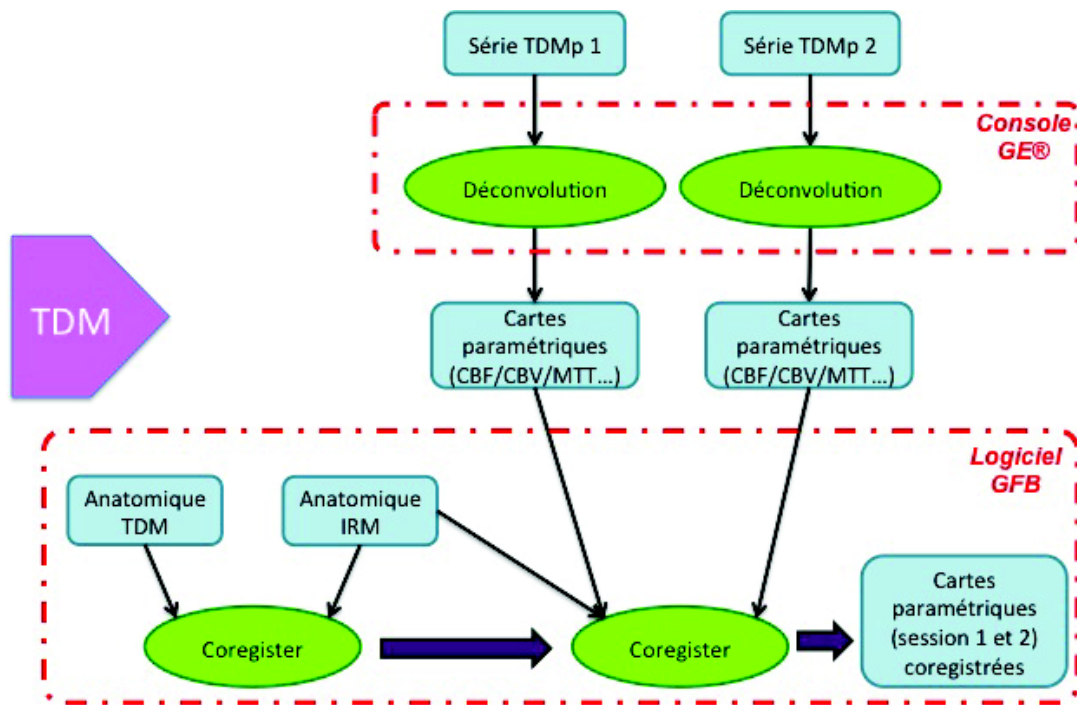 Série TDMp 1
Série TDMp 2
Console
GE®
Déconvolution
Déconvolution
TDM
Cartes
paramétriques
(CBF/CBV/MTT...)
Cartes
paramétriques
(CBF/CBV/MTT...)
Logiciel
GFB
Anatomique
TDM
Anatomique
IRM
Coregister
Coregister
Cartes
paramétriques
(session 1 et 2)
coregistrées